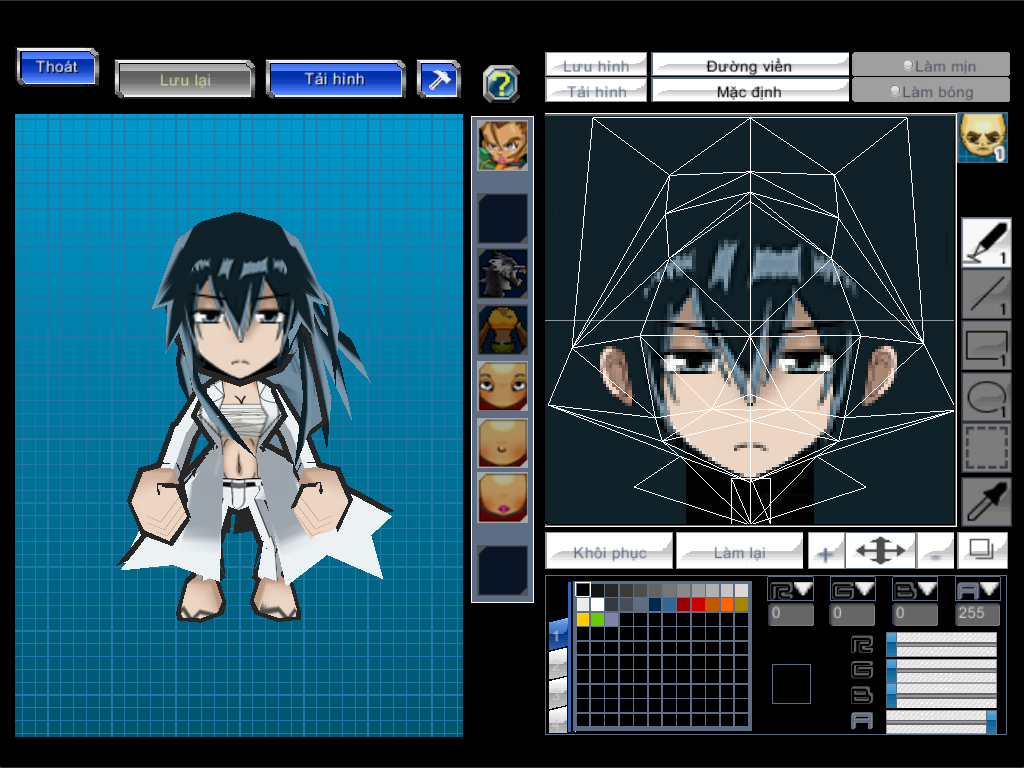 Thoát
Lưu lại
Tải hình
?
Lưu hình
Đường viền
Làm mịn
Tải hình
Mặc định
Làm bóng
1
1
1
1
1
Khôi phục
Làm lại
+
-
R
G
B
A
0
0
0
255
1
R
G
B
A